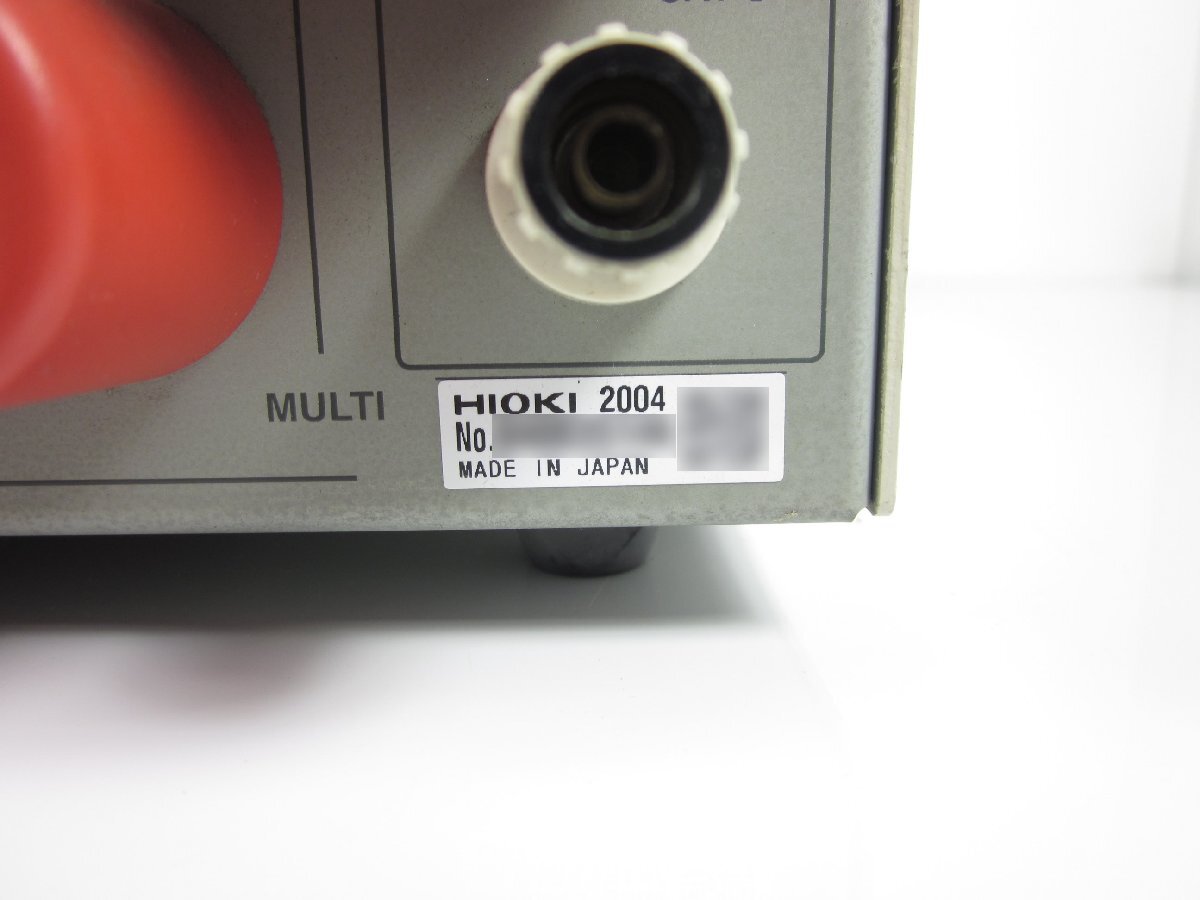 MULTI
HIOKI 2004
No.
MADE IN JAPAN